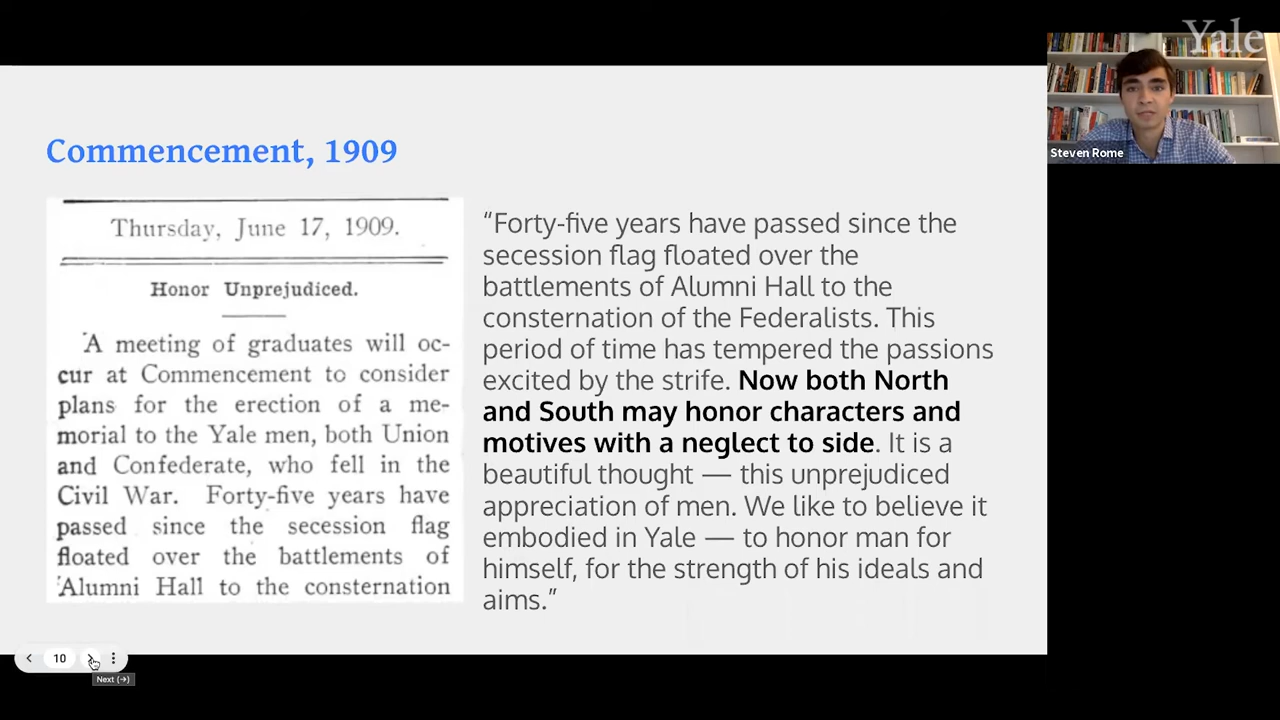 Yale
Steven Rome
Commencement, 1909
Thursday, June 17, 1909.
Honor Unprejudiced.
A meeting of graduates will oc-
cur at Commencement to consider
plans for the erection of a me-
morial to the Yale men, both Union
and Confederate, who fell in the
Civil War. Forty-five years have
passed since the secession flag
floated over the battlements of
Alumni Hall to the consternation
“Forty-five years have passed since the
secession flag floated over the
battlements of Alumni Hall to the
consternation of the Federalists. This
period of time has tempered the passions
excited by the strife. Now both North
and South may honor characters and
motives with a neglect to side. It is a
beautiful thought — this unprejudiced
appreciation of men. We like to believe it
embodied in Yale — to honor man for
himself, for the strength of his ideals and
aims.”
10
Next (→)